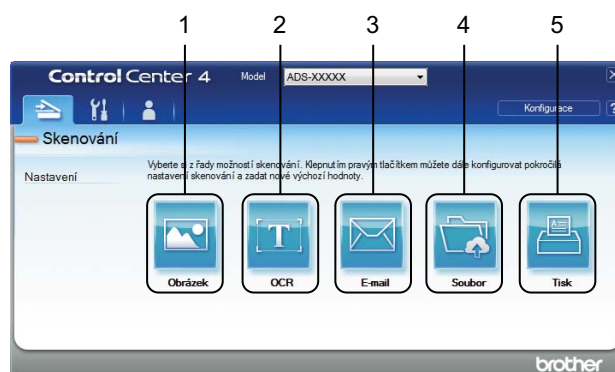 1 2 3 4 5
Control Center 4 Model ADS-XXXXX
Konfigurace ?
Skenování
Nastavení
Vyberte si z řady možností skenování. Klepnutím pravým tlačítkem můžete dále konfigurovat pokročilá
nastavení skenování a zadat nové výchozí hodnoty.
T
Obrázek OCR E-mail Soubor Tisk
brother